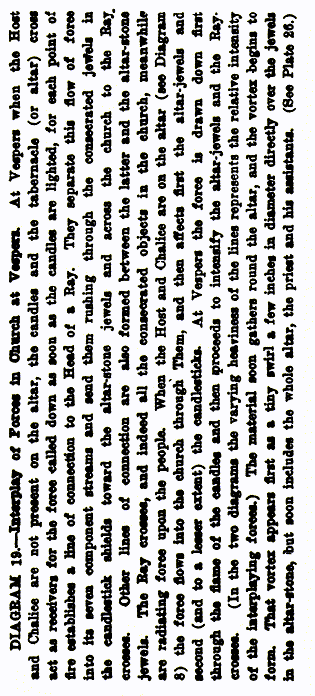 DIAGRAM 19.—Interplay of Forces in Church at Vespers. At Vespers when the Host
and Chalice are not present on the altar, the candles and the tabernacle (or altar) cross
act as receivers for the force called down as soon as the candles are lighted, for each point of
fire establishes a line of connection to the Head of a Ray. They separate this flow of force
into its seven component streams and send them rushing through the consecrated jewels in
the candlestick shields toward the altar-stone jewels and across the church to the Ray
crosses. Other lines of connection are also formed between the latter and the altar-stone
jewels. The Ray crosses, and indeed all the consecrated objects in the church, meanwhile
are radiating force upon the people. When the Host and Chalice are on the altar (see Diagram
8) the force flows into the church through Them, and then affects first the altar-jewels and
second (and to a lesser extent) the candlesticks. At Vespers the force is drawn down first
through the flame of the candles and then proceeds to intensify the altar-jewels and the Ray-
crosses. (In the two diagrams the varying heaviness of the lines represents the relative intensity
of the interplaying forces.) The material soon gathers round the altar, and the vortex begins to
form. That vortex appears first as a tiny swirl a few inches in diameter directly over the jewels
in the altar-stone, but soon includes the whole altar, the priest and his assistants. (See Plate 26.)